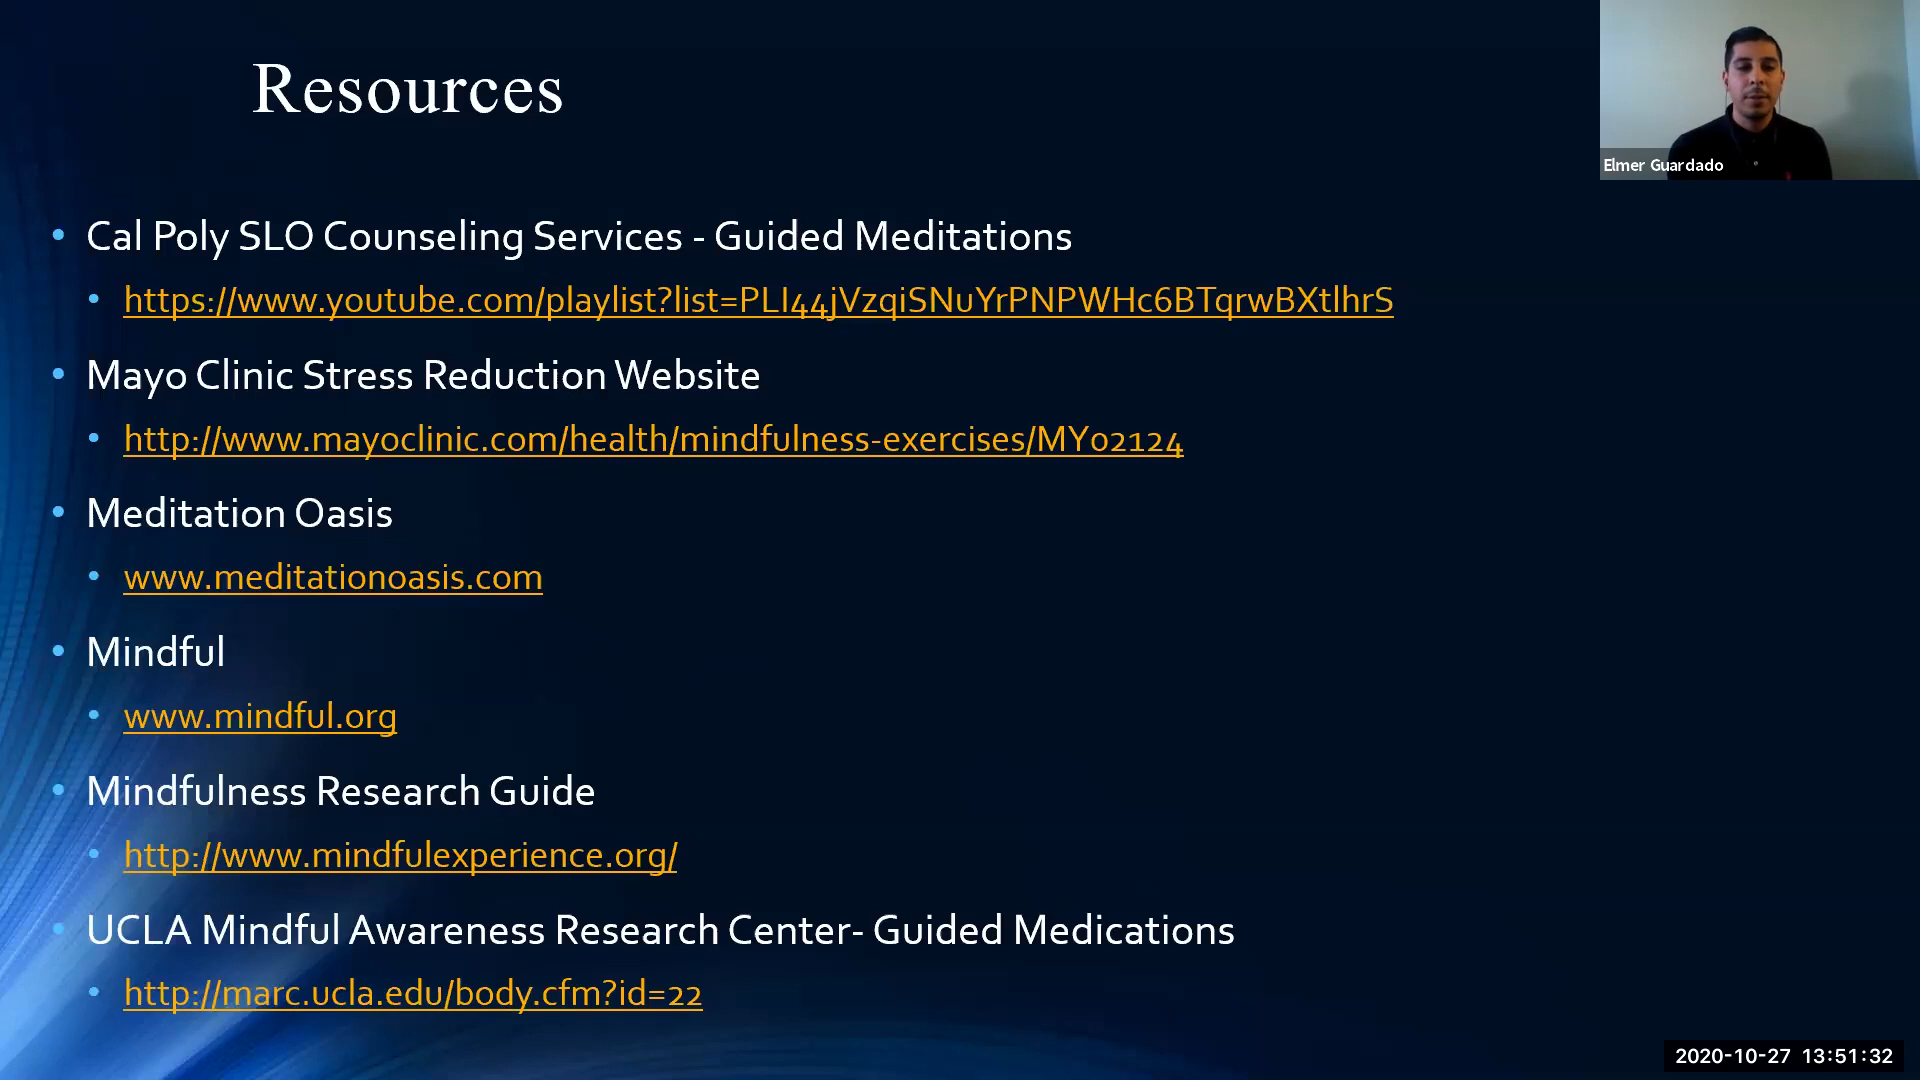 Resources
Elmer Guardado
Cal Poly SLO Counseling Services - Guided Meditations
https://www.youtube.com/playlist?list=PLI44jVzqiSNuYrPNPWHc6BTqrwBXtlhrS
Mayo Clinic Stress Reduction Website
http://www.mayoclinic.com/health/mindfulness-exercises/MY02124
Meditation Oasis
www.meditationoasis.com
Mindful
www.mindful.org
Mindfulness Research Guide
http://www.mindfulexperience.org/
UCLA Mindful Awareness Research Center- Guided Medications
http://marc.ucla.edu/body.cfm?id=22
2020-10-27 13:51:32